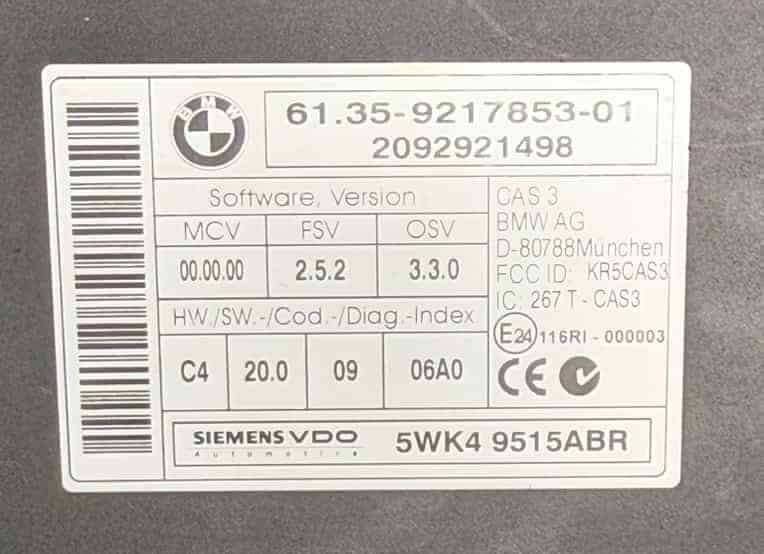 BMW
61.35-9217853-01
2092921498
Software, Version
MCV FSV OSV
00.00.00 2.5.2 3.3.0
HW./SW.-/Cod.-/Diag.-Index
C4 20.0 09 06A0
CAS 3
BMW AG
D-80788München
FCC ID: KR5CAS3
IC: 267 T - CAS3
E24 116RI - 000003
CE
SIEMENS VDO
Automotive
5WK4 9515ABR